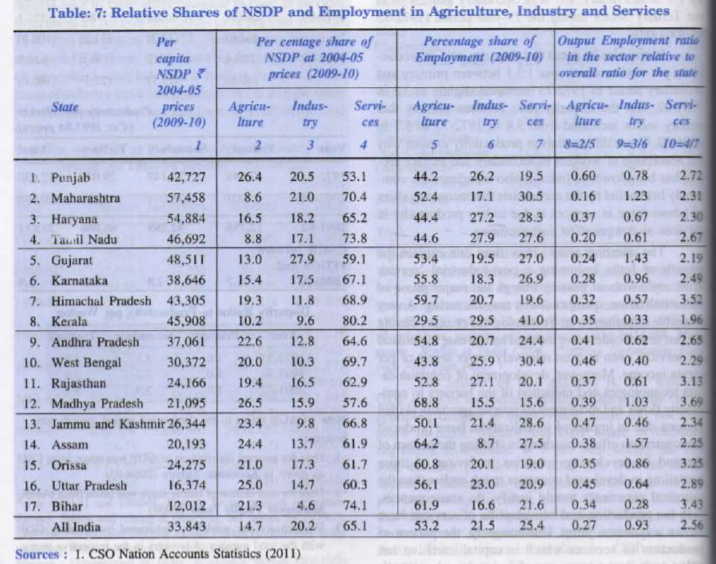 Table: 7: Relative Shares of NSDP and Employment in Agriculture, Industry and Services
State Per capita NSDP ₹ 2004-05 prices (2009-10) Per centage share of NSDP at 2004-05 prices (2009-10) Percentage share of Employment (2009-10) Output Employment ratio in the sector relative to overall ratio for the state
Agricu-lture Indus-try Servi-ces Agricu-lture Indus-try Servi-ces Agricu-lture Indus-try Servi-ces
1 2 3 4 5 6 7 8=2/5 9=3/6 10=4/7
1. Punjab 42,727 26.4 20.5 53.1 44.2 26.2 19.5 0.60 0.78 2.72
2. Maharashtra 57,458 8.6 21.0 70.4 52.4 17.1 30.5 0.16 1.23 2.31
3. Haryana 54,884 16.5 18.2 65.2 44.4 27.2 28.3 0.37 0.67 2.30
4. Tamil Nadu 46,692 8.8 17.1 73.8 44.6 27.9 27.6 0.20 0.61 2.67
5. Gujarat 48,511 13.0 27.9 59.1 53.4 19.5 27.0 0.24 1.43 2.19
6. Karnataka 38,646 15.4 17.5 67.1 55.8 18.3 26.9 0.28 0.96 2.49
7. Himachal Pradesh 43,305 19.3 11.8 68.9 59.7 20.7 19.6 0.32 0.57 3.52
8. Kerala 45,908 10.2 9.6 80.2 29.5 29.5 41.0 0.35 0.33 1.96
9. Andhra Pradesh 37,061 22.6 12.8 64.6 54.8 20.7 24.4 0.41 0.62 2.65
10. West Bengal 30,372 20.0 10.3 69.7 43.8 25.9 30.4 0.46 0.40 2.29
11. Rajasthan 24,166 19.4 16.5 62.9 52.8 27.1 20.1 0.37 0.61 3.13
12. Madhya Pradesh 21,095 26.5 15.9 57.6 68.8 15.5 15.6 0.39 1.03 3.69
13. Jammu and Kashmir 26,344 23.4 9.8 66.8 50.1 21.4 28.6 0.47 0.46 2.34
14. Assam 20,193 24.4 13.7 61.9 64.2 8.7 27.5 0.38 1.57 2.25
15. Orissa 24,275 21.0 17.3 61.7 60.8 20.1 19.0 0.35 0.86 3.25
16. Uttar Pradesh 16,374 25.0 14.7 60.3 56.1 23.0 20.9 0.45 0.64 2.89
17. Bihar 12,012 21.3 4.6 74.1 61.9 16.6 21.6 0.34 0.28 3.43
All India 33,843 14.7 20.2 65.1 53.2 21.5 25.4 0.27 0.93 2.56
Sources : 1. CSO Nation Accounts Statistics (2011)